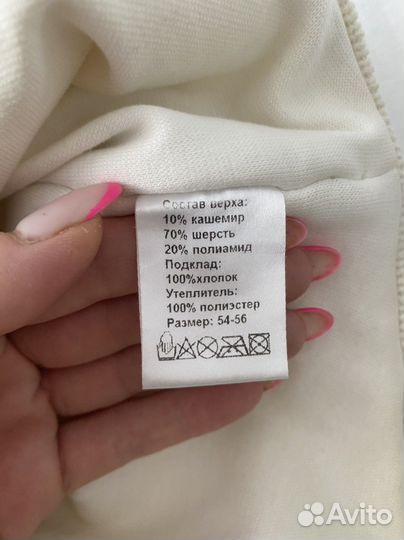 Состав верха:
10% кашемир
70% шерсть
20% полиамид
Подклад:
100%хлопок
Утеплитель:
100% полиэстер
Размер: 54-56
Avito